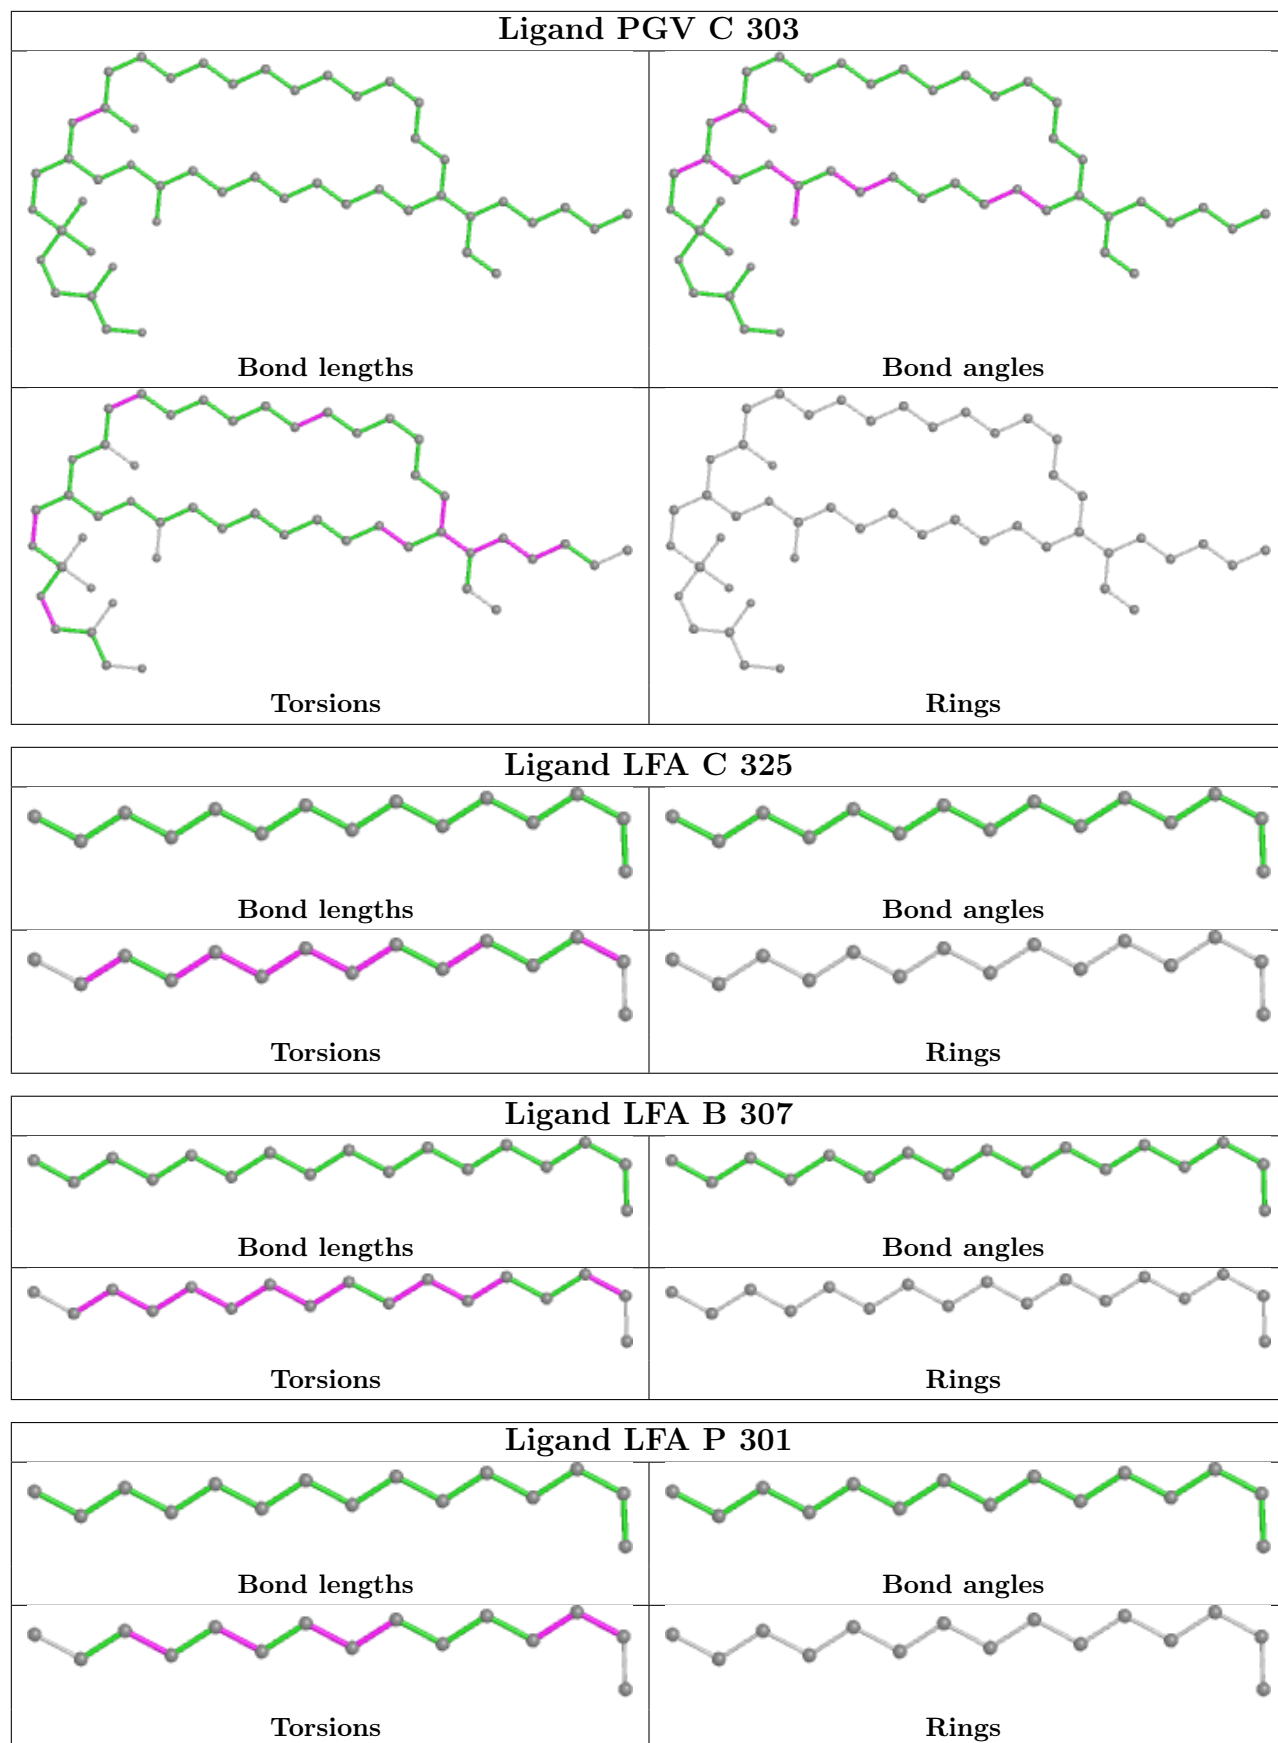 Ligand PGV C 303
Bond lengths
Bond angles
Torsions
Rings
Ligand LFA C 325
Bond lengths
Bond angles
Torsions
Rings
Ligand LFA B 307
Bond lengths
Bond angles
Torsions
Rings
Ligand LFA P 301
Bond lengths
Bond angles
Torsions
Rings